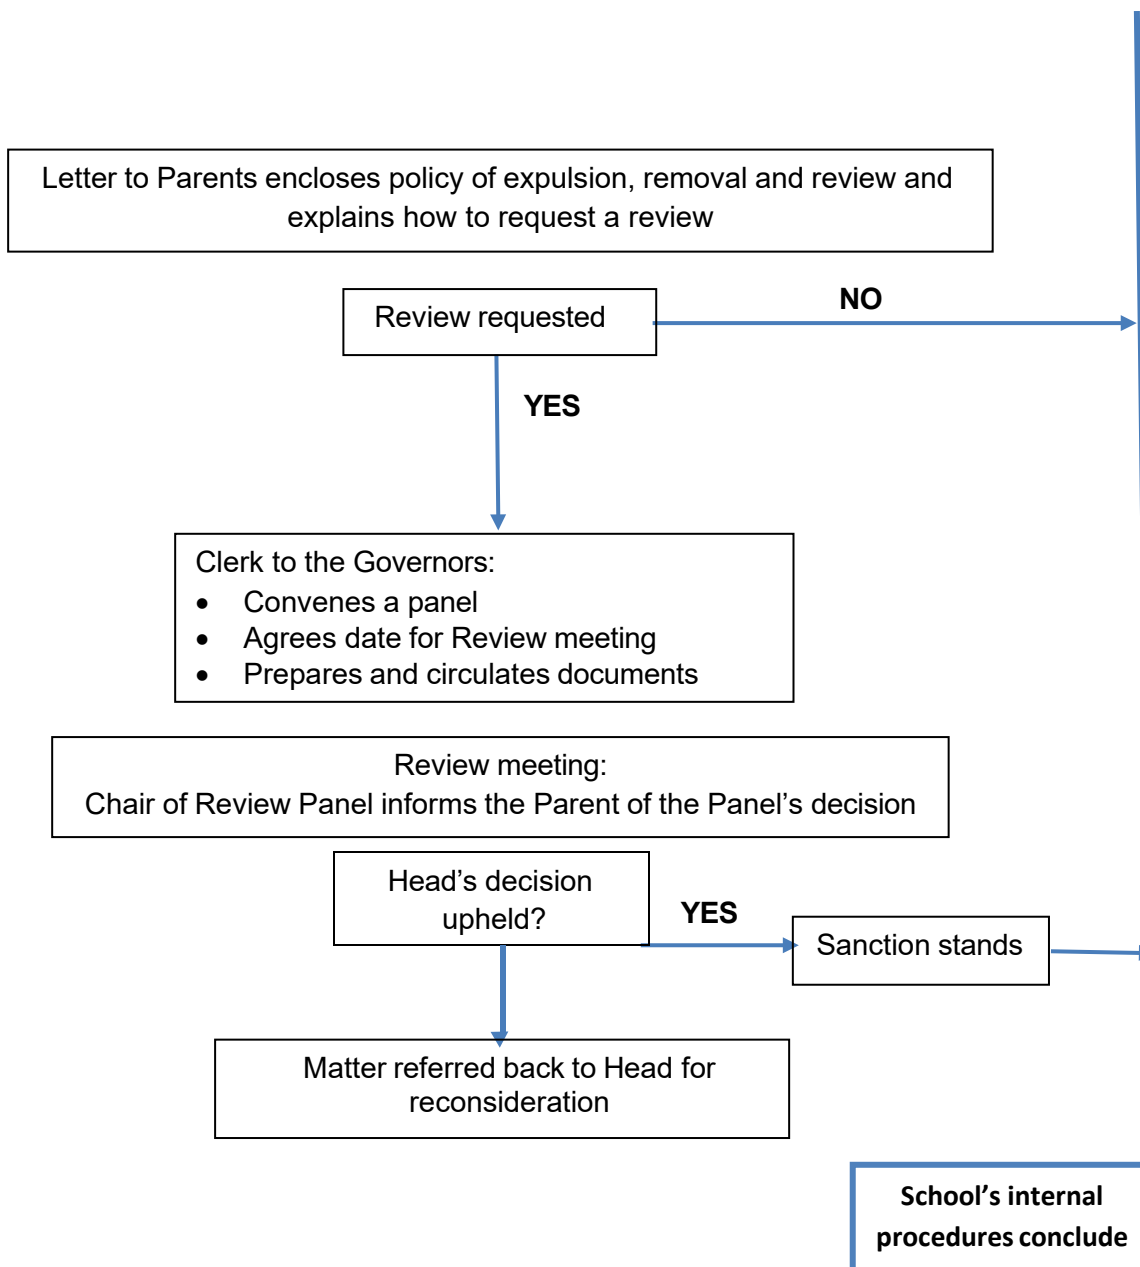 Letter to Parents encloses policy of expulsion, removal and review and
explains how to request a review
Review requested
NO
YES
Clerk to the Governors:
• Convenes a panel
• Agrees date for Review meeting
• Prepares and circulates documents
Review meeting:
Chair of Review Panel informs the Parent of the Panel’s decision
Head’s decision
upheld?
YES
Sanction stands
Matter referred back to Head for
reconsideration
School’s internal
procedures conclude